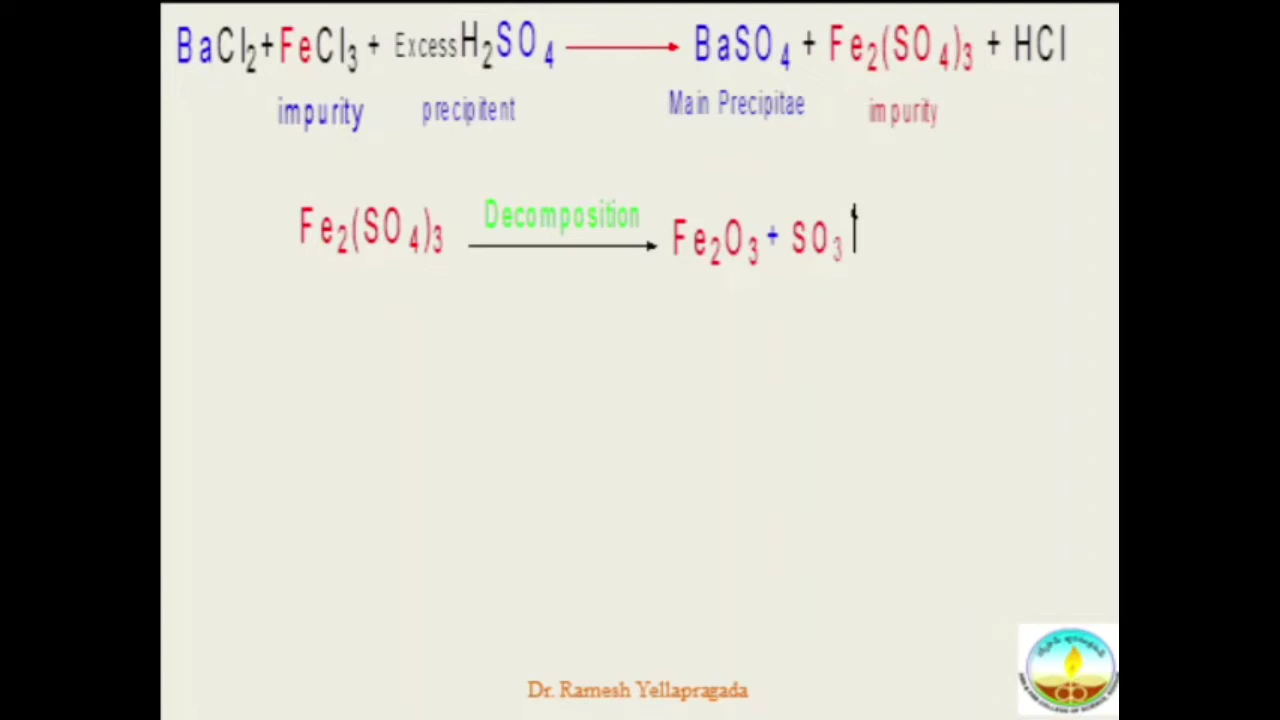 BaCl2+FeCl3 + Excess H2SO4 → BaSO4 + Fe2(SO4)3 + HCl
impurity precipitent Main Precipitae impurity
Decomposition
Fe2(SO4)3 → Fe2O3 + SO3↑
Dr. Ramesh Yellapragada